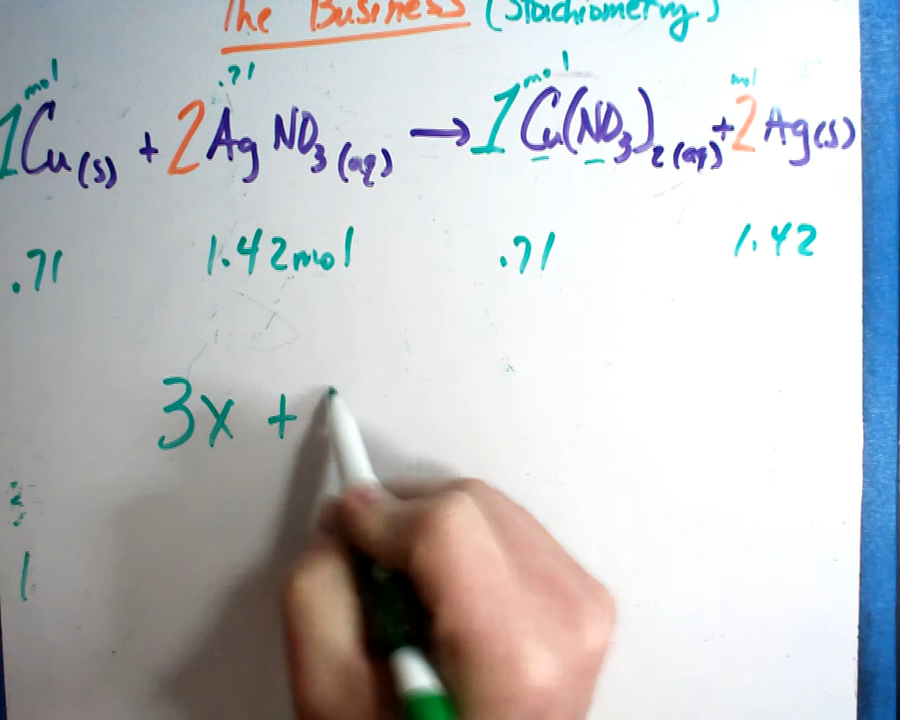 The Business (Stoichiometry)
mol .71 mol mol
1Cu(s) + 2AgNO3(aq) → 1Cu(NO3)2(aq) + 2Ag(s)
.71 1.42mol .71 1.42
3x +